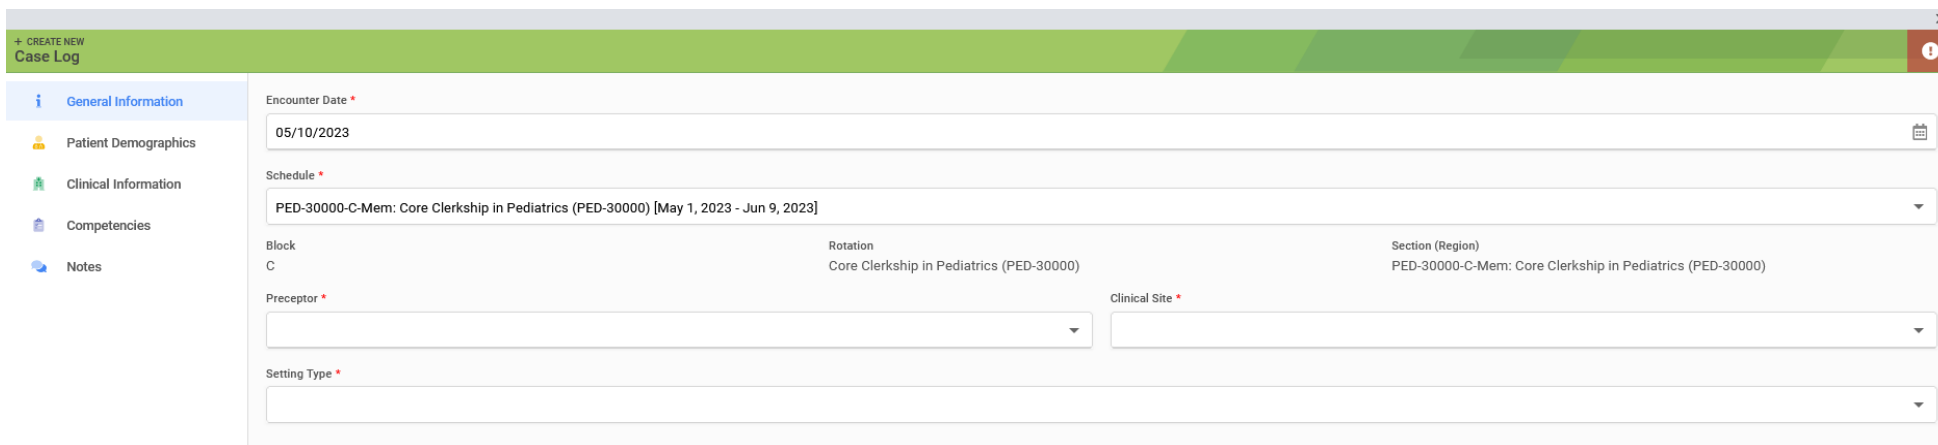 + CREATE NEW
Case Log
General Information
Patient Demographics
Clinical Information
Competencies
Notes
Encounter Date *
05/10/2023
Schedule *
PED-30000-C-Mem: Core Clerkship in Pediatrics (PED-30000) [May 1, 2023 - Jun 9, 2023]
Block
C
Rotation
Core Clerkship in Pediatrics (PED-30000)
Section (Region)
PED-30000-C-Mem: Core Clerkship in Pediatrics (PED-30000)
Preceptor *
Clinical Site *
Setting Type *